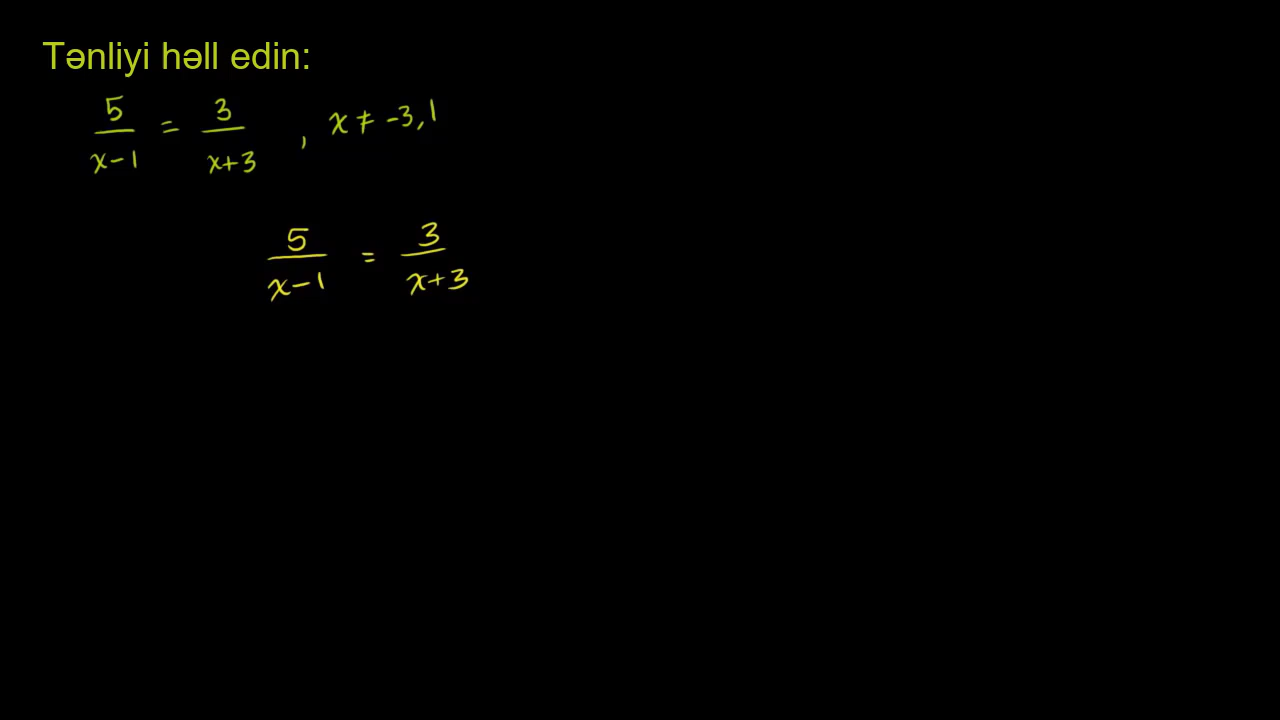 Tənliyi həll edin:
5/(x-1) = 3/(x+3) , x ≠ -3, 1
5/(x-1) = 3/(x+3)